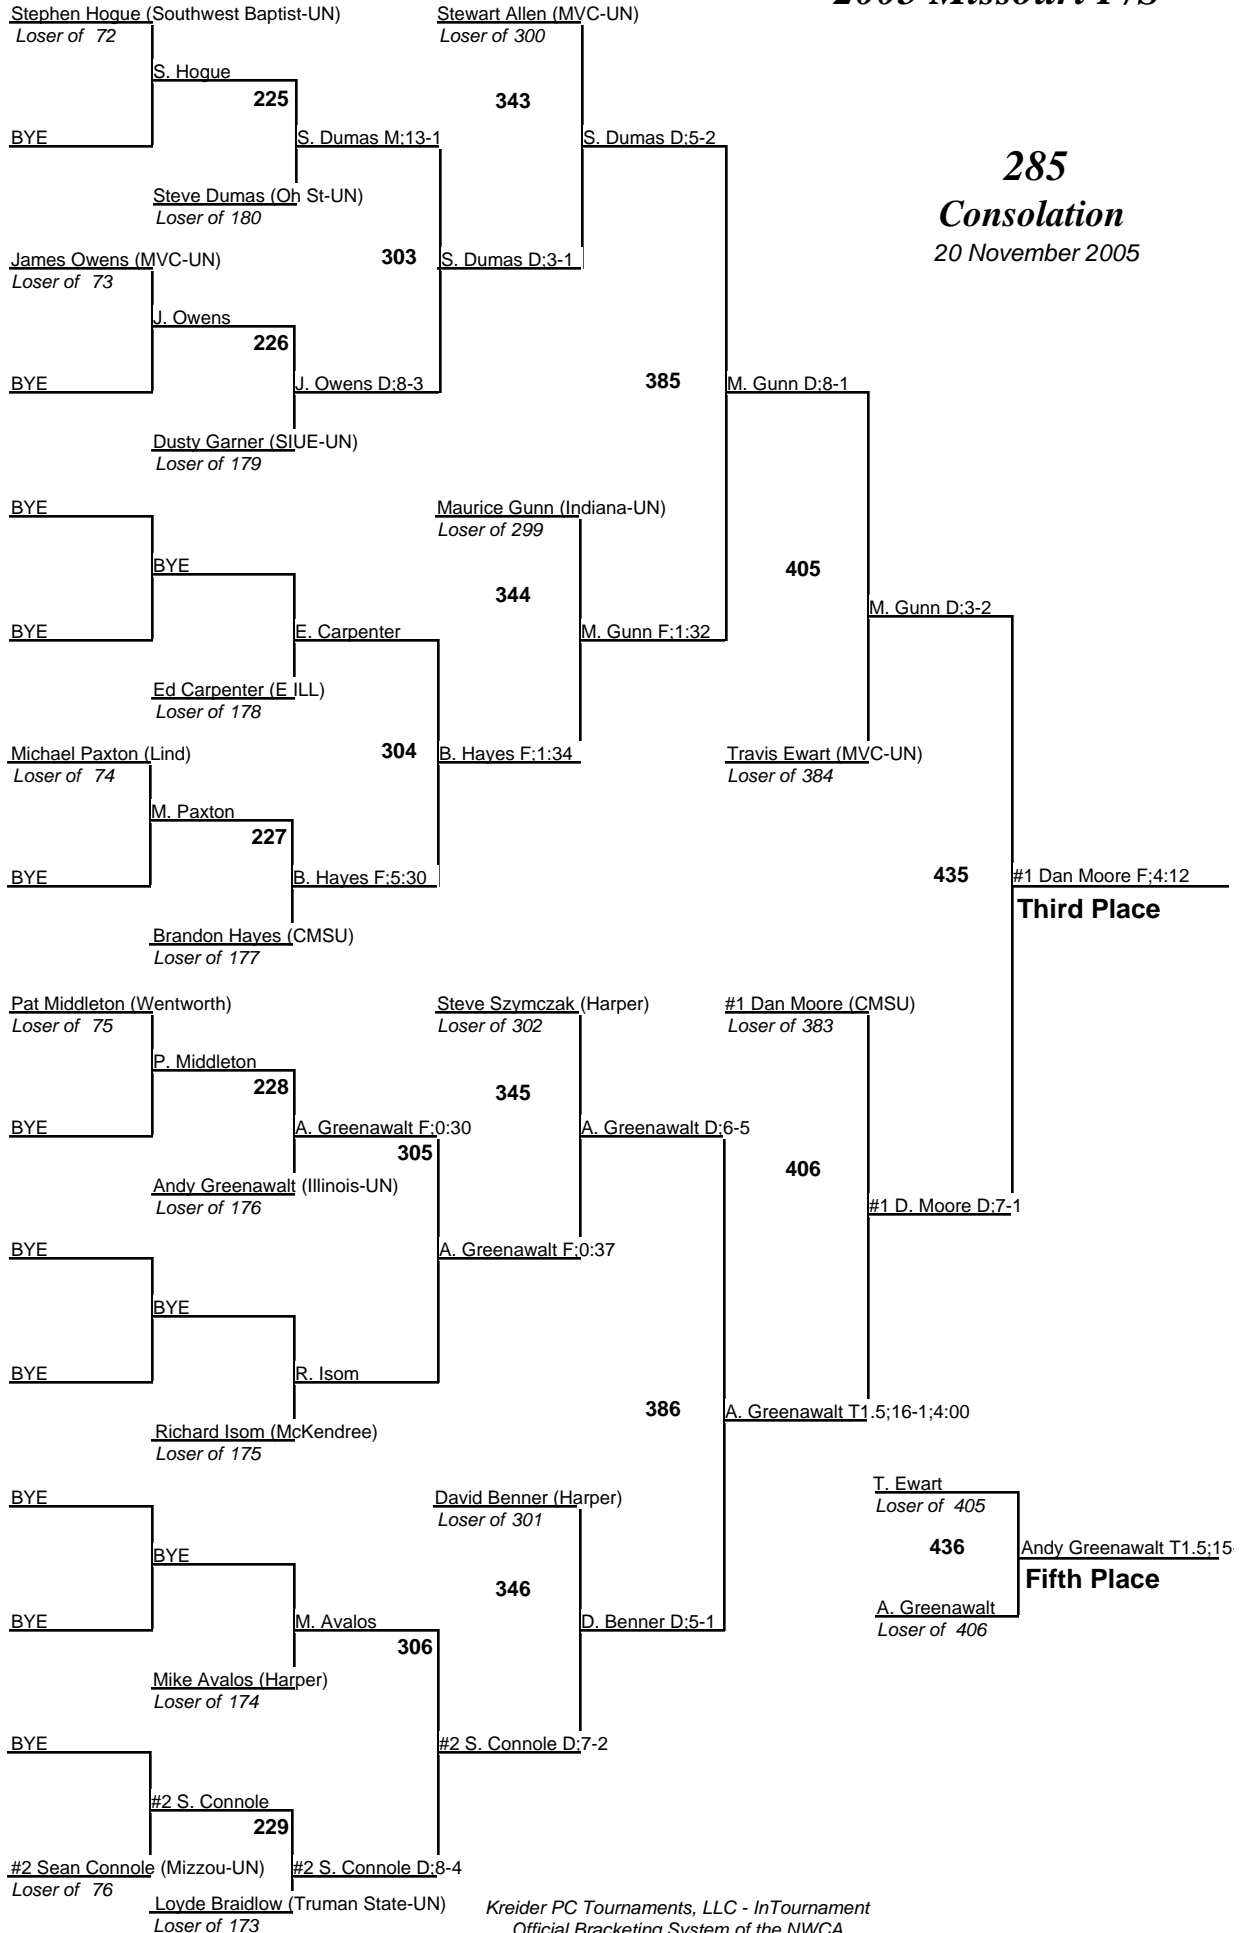 2005 Missouri F/S
285
Consolation
20 November 2005
Stephen Hogue (Southwest Baptist-UN)
Loser of 72
S. Hogue
225
BYE
S. Dumas M;13-1
Steve Dumas (Oh St-UN)
Loser of 180
James Owens (MVC-UN)
Loser of 73
303
S. Dumas D;3-1
J. Owens
226
BYE
J. Owens D;8-3
Dusty Garner (SIUE-UN)
Loser of 179
Stewart Allen (MVC-UN)
Loser of 300
343
S. Dumas D;5-2
385
M. Gunn D;8-1
BYE
BYE
BYE
E. Carpenter
Ed Carpenter (E ILL)
Loser of 178
Michael Paxton (Lind)
Loser of 74
304
B. Hayes F;1:34
M. Paxton
227
BYE
B. Hayes F;5:30
Brandon Hayes (CMSU)
Loser of 177
Maurice Gunn (Indiana-UN)
Loser of 299
344
M. Gunn F;1:32
405
M. Gunn D;3-2
Travis Ewart (MVC-UN)
Loser of 384
435
#1 Dan Moore F;4:12
Third Place
Pat Middleton (Wentworth)
Loser of 75
P. Middleton
228
BYE
A. Greenawalt F;0:30
305
Andy Greenawalt (Illinois-UN)
Loser of 176
BYE
A. Greenawalt F;0:37
BYE
BYE
R. Isom
Richard Isom (McKendree)
Loser of 175
Steve Szymczak (Harper)
Loser of 302
345
A. Greenawalt D;6-5
#1 Dan Moore (CMSU)
Loser of 383
406
#1 D. Moore D;7-1
386
A. Greenawalt T1.5;16-1;4:00
BYE
BYE
BYE
M. Avalos
306
Mike Avalos (Harper)
Loser of 174
BYE
#2 S. Connole D;7-2
#2 S. Connole
229
#2 Sean Connole (Mizzou-UN)
Loser of 76
#2 S. Connole D;8-4
Loyde Braidlow (Truman State-UN)
Loser of 173
David Benner (Harper)
Loser of 301
346
D. Benner D;5-1
T. Ewart
Loser of 405
436
Andy Greenawalt T1.5;15-
Fifth Place
A. Greenawalt
Loser of 406
Kreider PC Tournaments, LLC - InTournament
Official Bracketing System of the NWCA